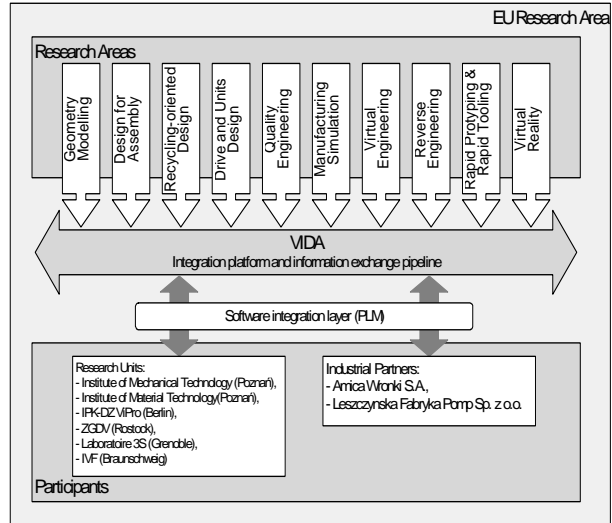 EU Research Area
Research Areas
Geometry
Modelling
Design for
Assembly
Recycling-oriented
Design
Drive and Units
Design
Quality
Engineering
Manufacturing
Simulation
Virtual
Engineering
Reverse
Engineering
Rapid Protyping &
Rapid Tooling
Virtual
Reality
VIDA
Integration platform and information exchange pipeline
Software integration layer (PLM)
Research Units:
- Institute of Mechanical Technology (Poznań),
- Institute of Material Technology(Poznań),
- IPK-DZ ViPro (Berlin),
- ZGDV (Rostock),
- Laboratoire 3S (Grenoble),
- IVF (Braunschweig)
Industrial Partners:
- Amica Wronki S.A.,
- Leszczynska Fabryka Pomp Sp. z o.o.
Participants